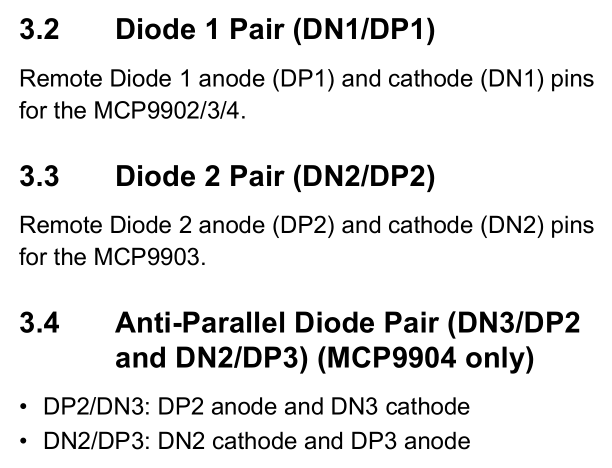 3.2 Diode 1 Pair (DN1/DP1)
Remote Diode 1 anode (DP1) and cathode (DN1) pins
for the MCP9902/3/4.
3.3 Diode 2 Pair (DN2/DP2)
Remote Diode 2 anode (DP2) and cathode (DN2) pins
for the MCP9903.
3.4 Anti-Parallel Diode Pair (DN3/DP2
and DN2/DP3) (MCP9904 only)
• DP2/DN3: DP2 anode and DN3 cathode
• DN2/DP3: DN2 cathode and DP3 anode